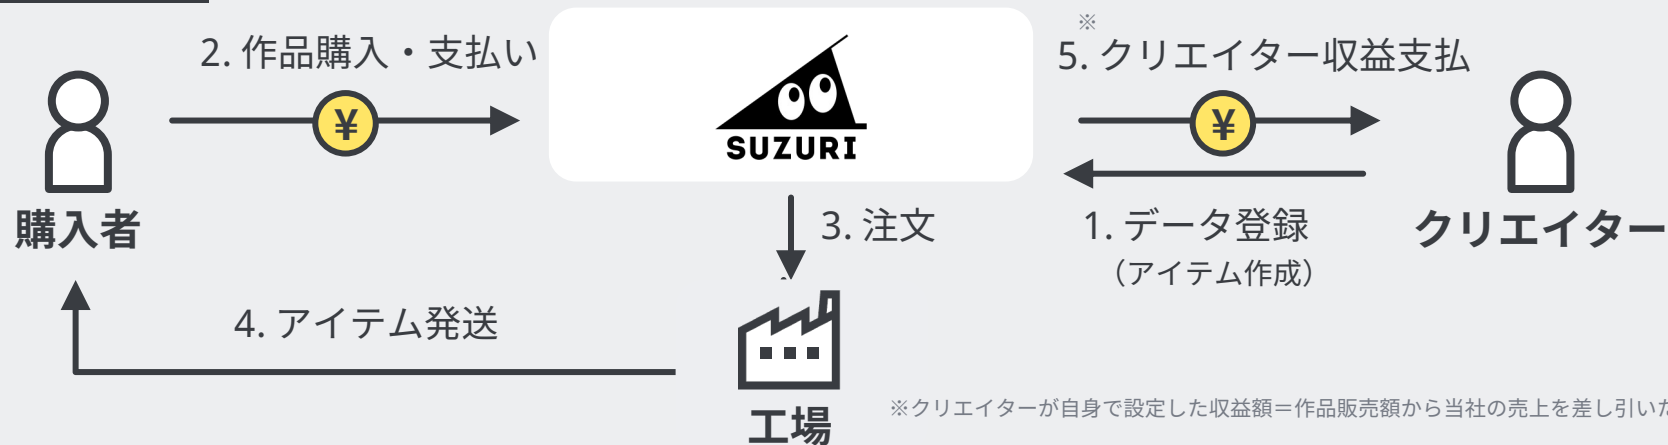 ※
2. 作品購入・支払い
5. クリエイター収益支払
¥
¥
SUZURI
購入者
3. 注文
1. データ登録
クリエイター
（アイテム作成）
4. アイテム発送
※クリエイターが自身で設定した収益額＝作品販売額から当社の売上を差し引い
工場